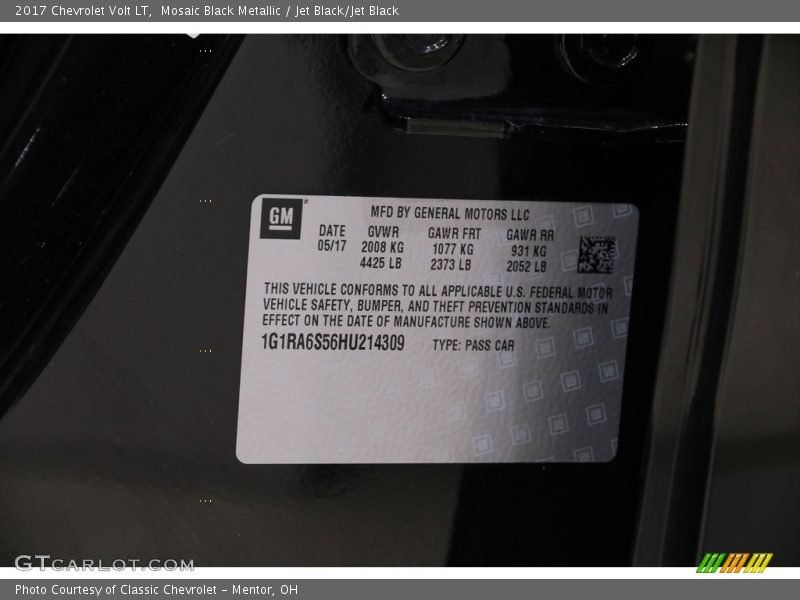 2017 Chevrolet Volt LT, Mosaic Black Metallic / Jet Black/Jet Black
GM
MFD BY GENERAL MOTORS LLC
DATE GVWR GAWR FRT GAWR RR
05/17 2008 KG 1077 KG 931 KG
4425 LB 2373 LB 2052 LB
THIS VEHICLE CONFORMS TO ALL APPLICABLE U.S. FEDERAL MOTOR
VEHICLE SAFETY, BUMPER, AND THEFT PREVENTION STANDARDS IN
EFFECT ON THE DATE OF MANUFACTURE SHOWN ABOVE.
1G1RA6S56HU214309 TYPE: PASS CAR
GTCARLOT.COM
Photo Courtesy of Classic Chevrolet - Mentor, OH